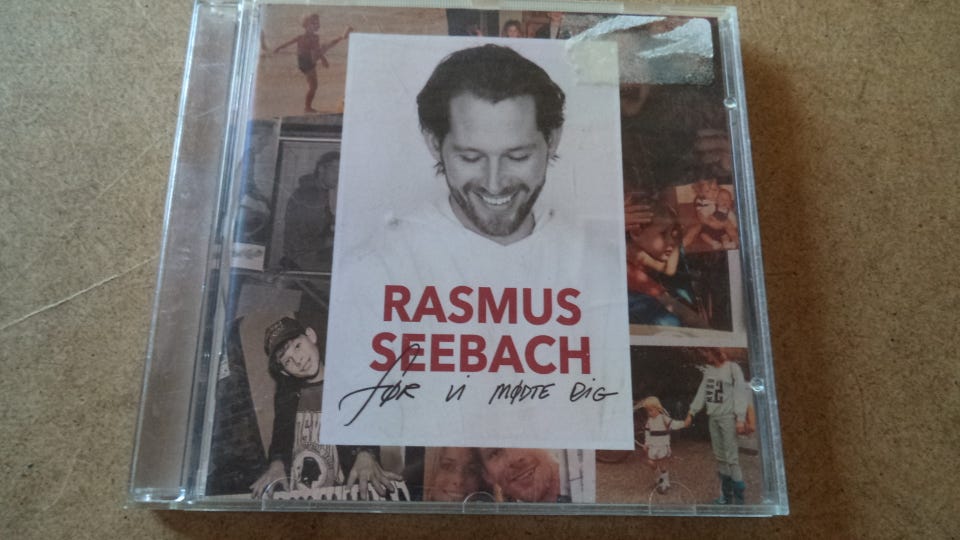 RASMUS
SEEBACH
før vi mødte dig